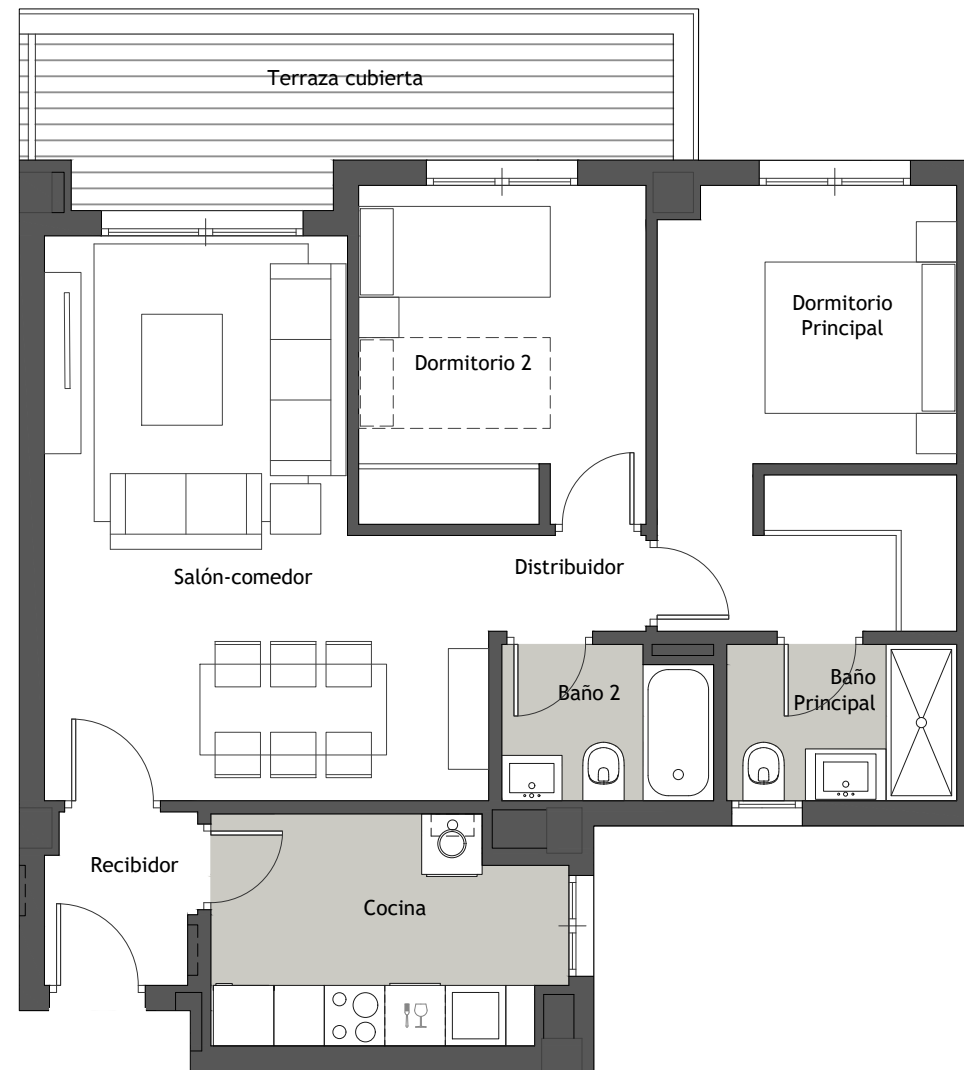 Terraza cubierta
Dormitorio
Principal
Dormitorio 2
Distribuidor
Salón-comedor
Baño
Principal
Baño 2
Recibidor
Cocina